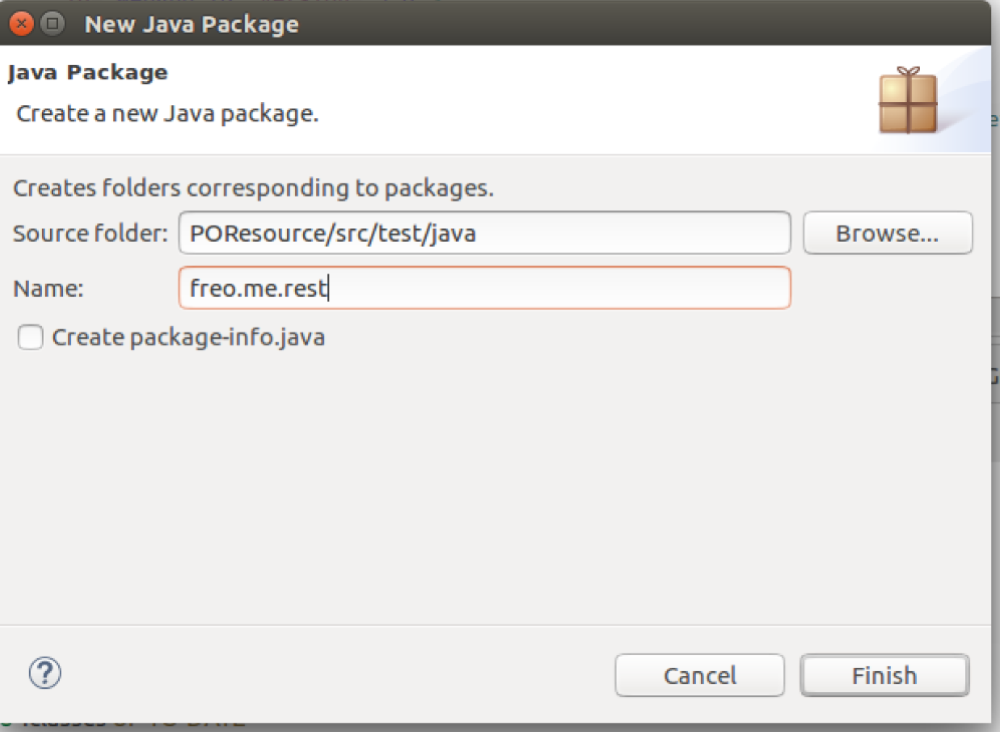 New Java Package
Java Package
Create a new Java package.
Creates folders corresponding to packages.
Source folder: POResource/src/test/java Browse...
Name: freo.me.rest
Create package-info.java
? Cancel Finish